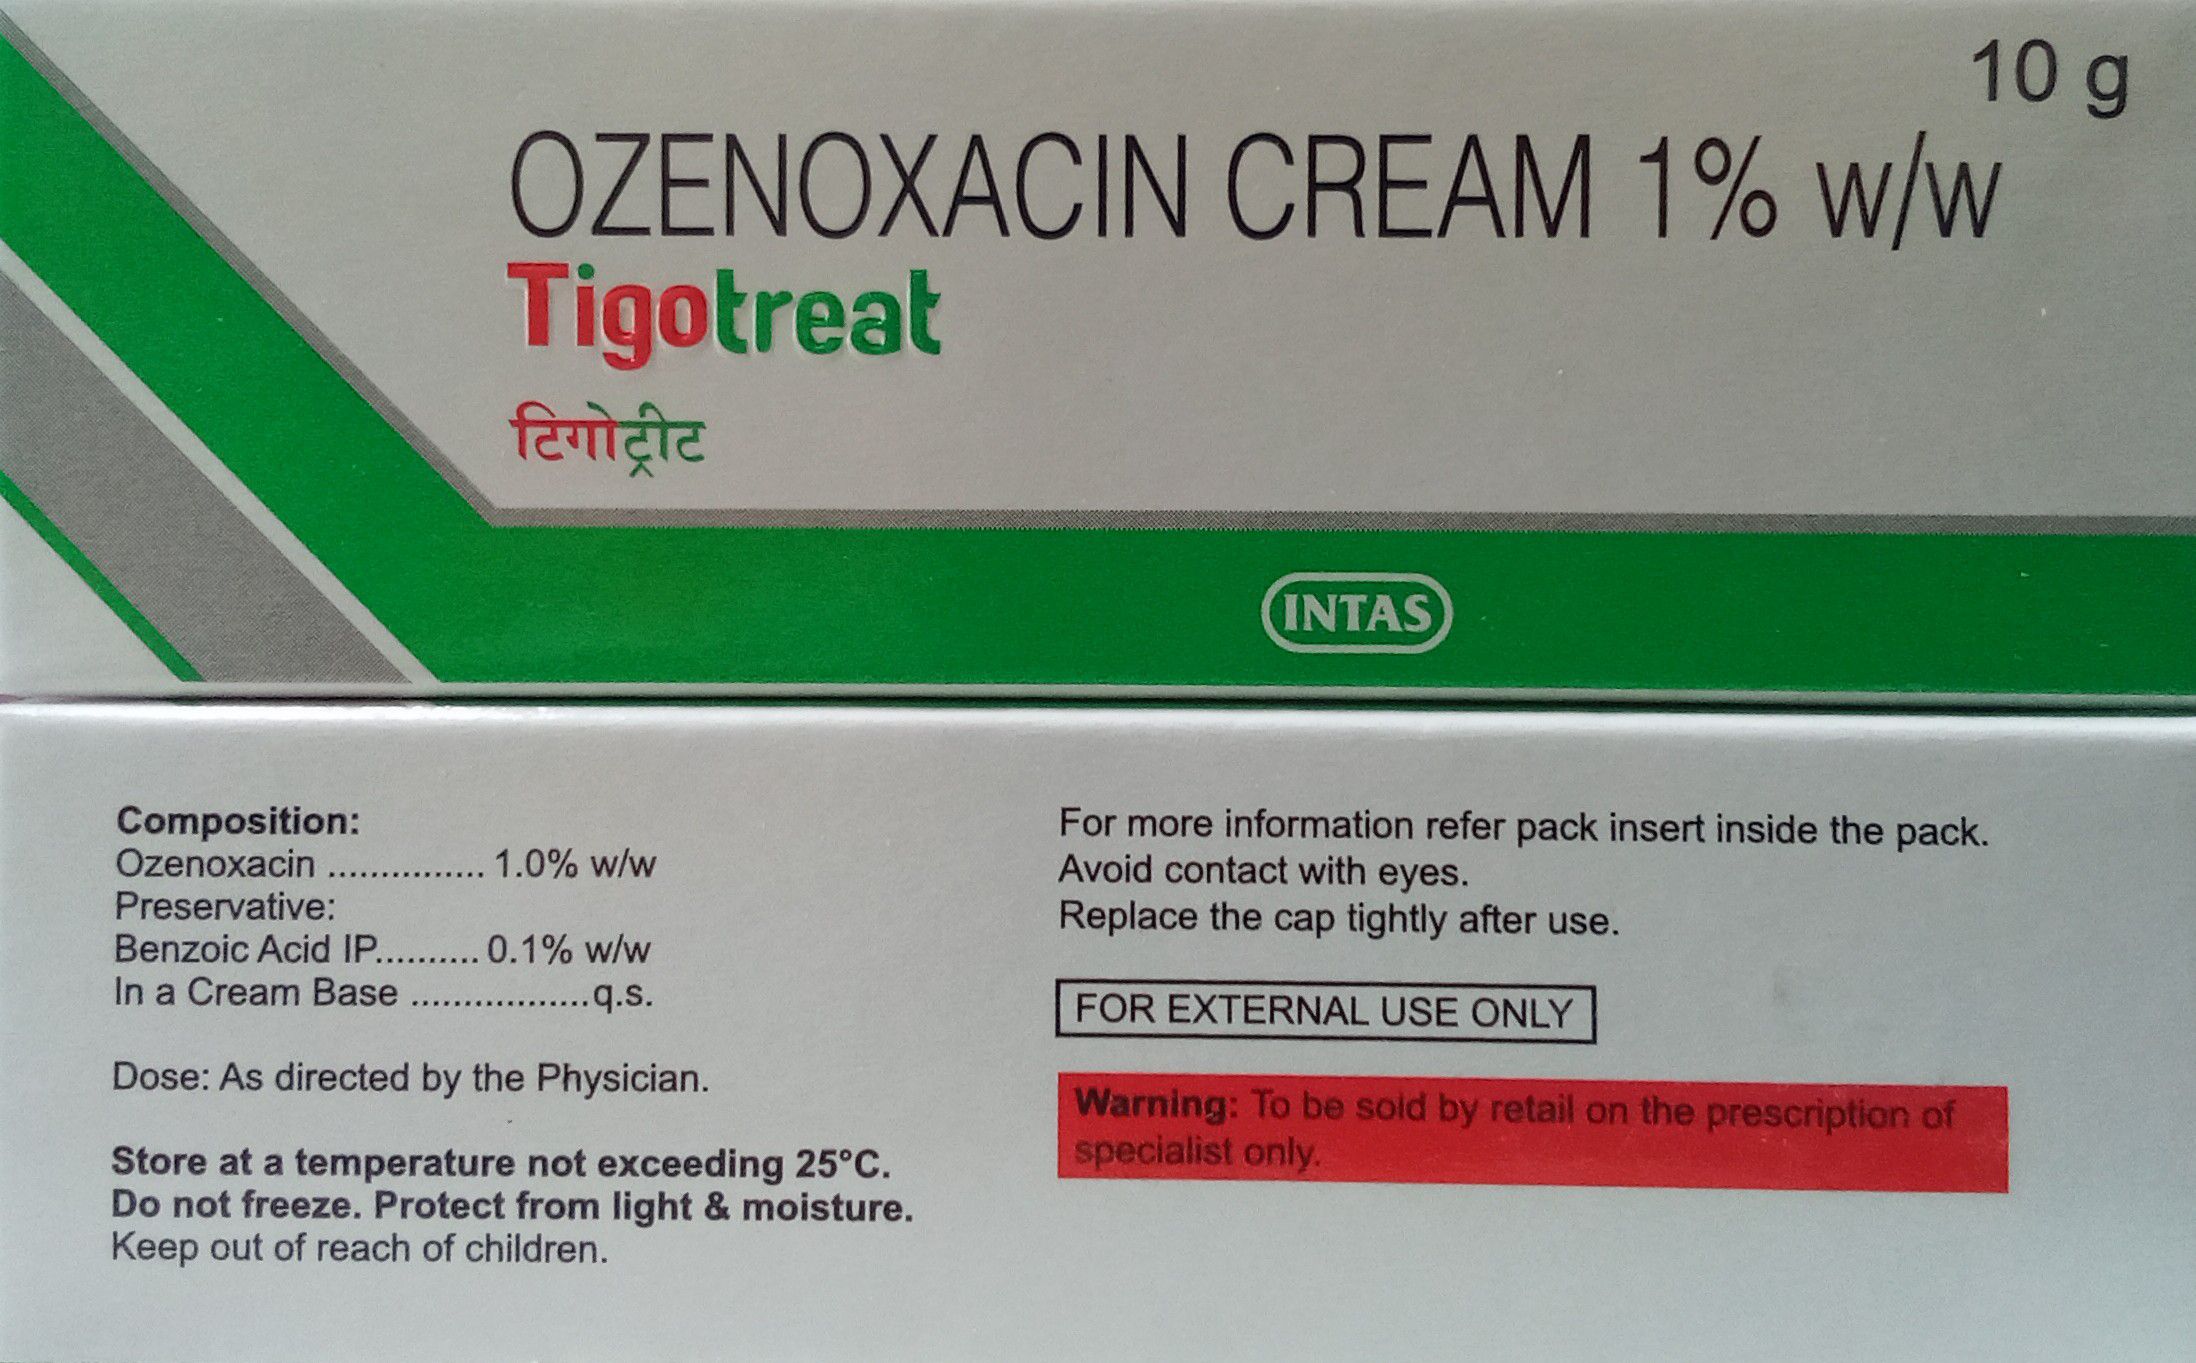 10 g
OZENOXACIN CREAM 1% w/w
Tigotreat
टिगोट्रीट
INTAS
Composition:
Ozenoxacin ............... 1.0% w/w
Preservative:
Benzoic Acid IP.......... 0.1% w/w
In a Cream Base .................q.s.
Dose: As directed by the Physician.
Store at a temperature not exceeding 25°C.
Do not freeze. Protect from light & moisture.
Keep out of reach of children.
For more information refer pack insert inside the pack.
Avoid contact with eyes.
Replace the cap tightly after use.
FOR EXTERNAL USE ONLY
Warning: To be sold by retail on the prescription of
specialist only.